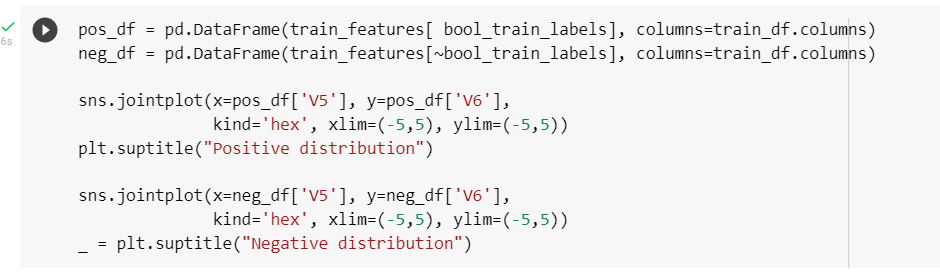 6s
pos_df = pd.DataFrame(train_features[ bool_train_labels], columns=train_df.columns)
neg_df = pd.DataFrame(train_features[~bool_train_labels], columns=train_df.columns)
sns.jointplot(x=pos_df['V5'], y=pos_df['V6'],
kind='hex', xlim=(-5,5), ylim=(-5,5))
plt.suptitle("Positive distribution")
sns.jointplot(x=neg_df['V5'], y=neg_df['V6'],
kind='hex', xlim=(-5,5), ylim=(-5,5))
_ = plt.suptitle("Negative distribution")